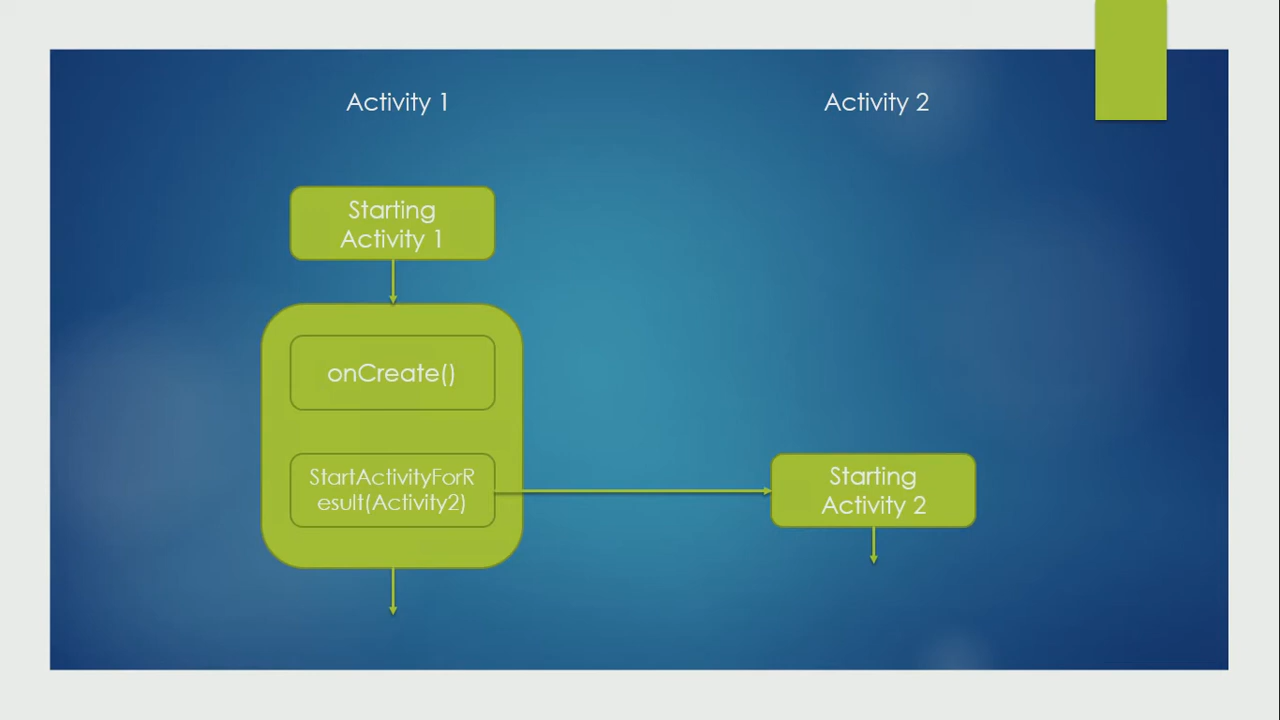 Activity 1
Activity 2
Starting
Activity 1
onCreate()
StartActivityForR
esult(Activity2)
Starting
Activity 2